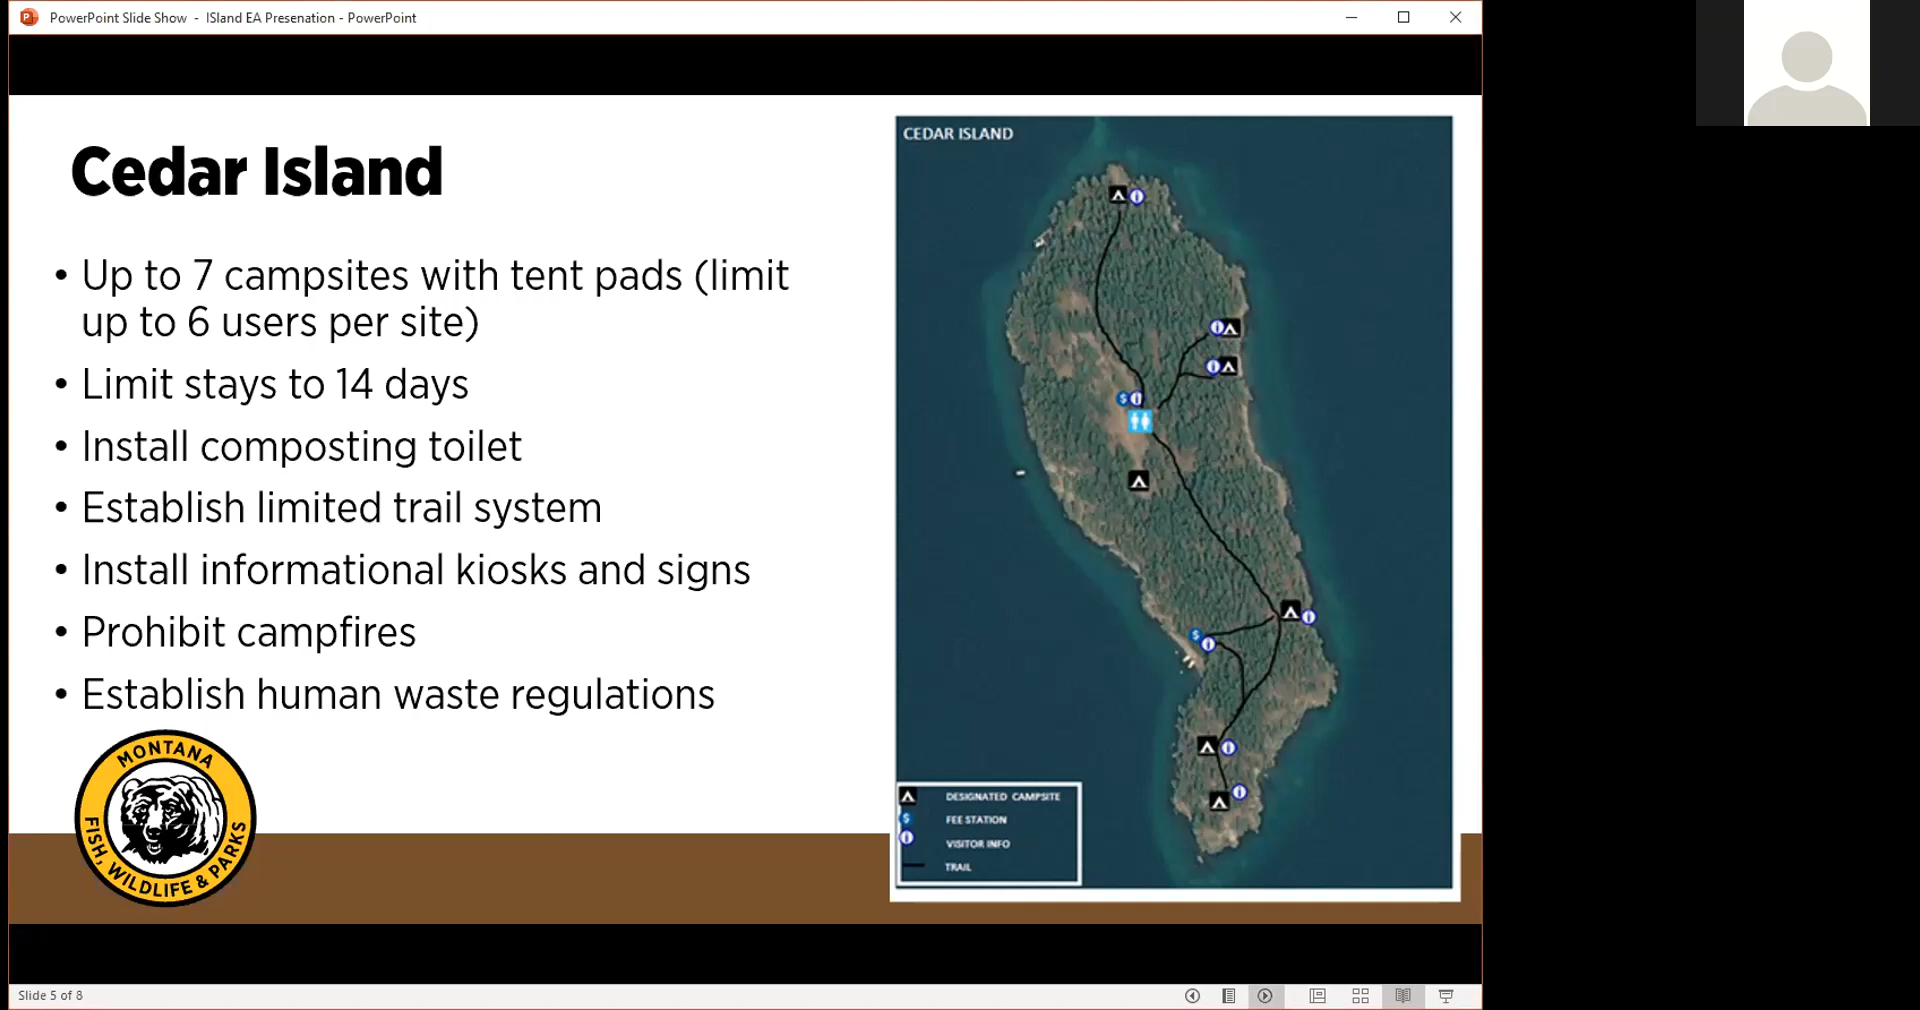 PowerPoint Slide Show - ISland EA Presenation - PowerPoint
Cedar Island
• Up to 7 campsites with tent pads (limit
up to 6 users per site)
• Limit stays to 14 days
• Install composting toilet
• Establish limited trail system
• Install informational kiosks and signs
• Prohibit campfires
• Establish human waste regulations
MONTANA
FISH, WILDLIFE & PARKS
CEDAR ISLAND
DESIGNATED CAMPSITE
$ FEE STATION
i VISITOR INFO
TRAIL
Slide 5 of 8